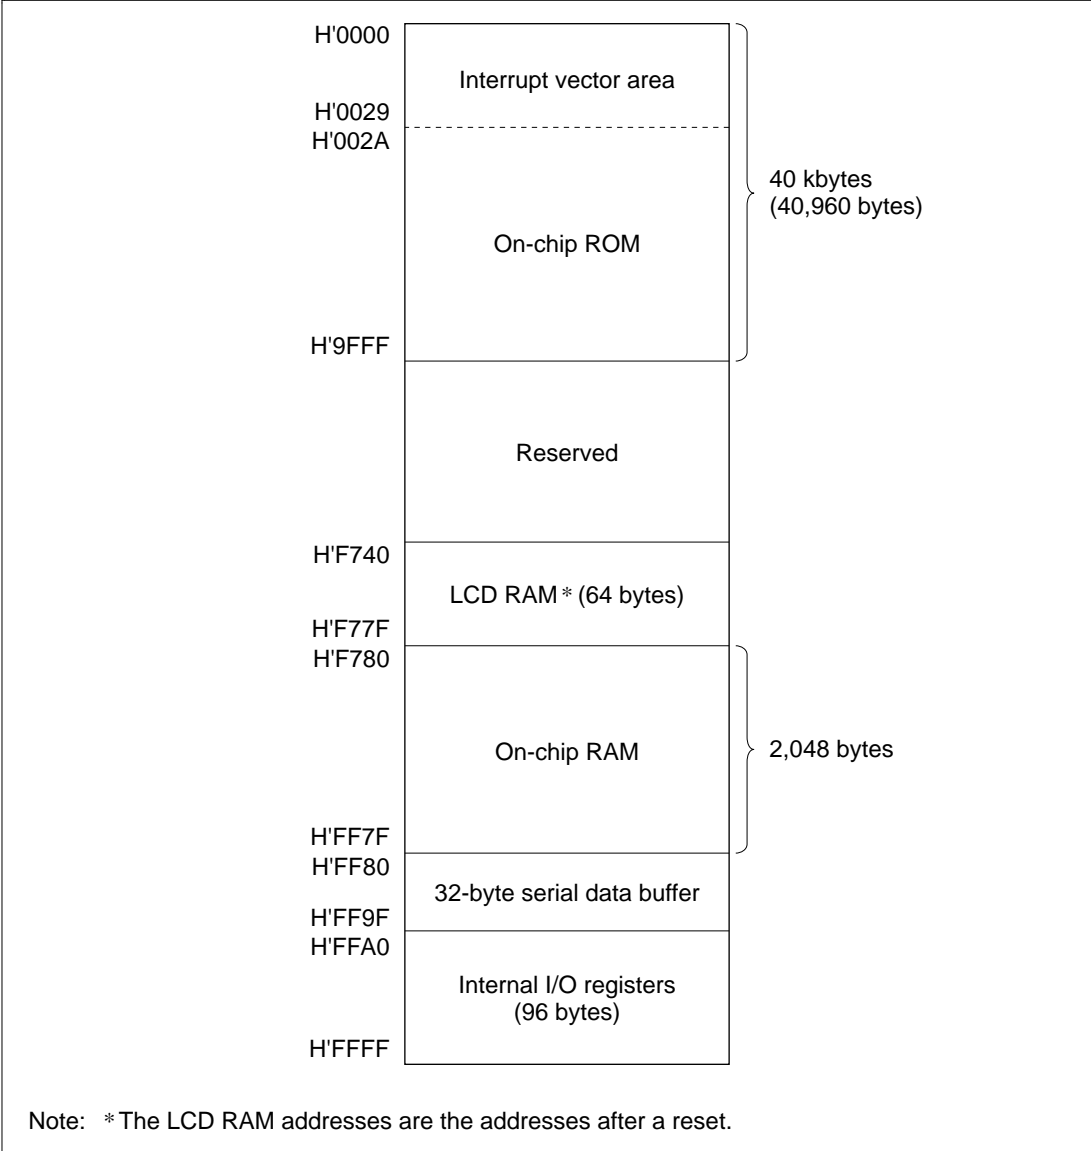 H'0000
Interrupt vector area
H'0029
H'002A
40 kbytes
(40,960 bytes)
On-chip ROM
H'9FFF
Reserved
H'F740
LCD RAM * (64 bytes)
H'F77F
H'F780
On-chip RAM
2,048 bytes
H'FF7F
H'FF80
32-byte serial data buffer
H'FF9F
H'FFA0
Internal I/O registers
(96 bytes)
H'FFFF
Note: * The LCD RAM addresses are the addresses after a reset.